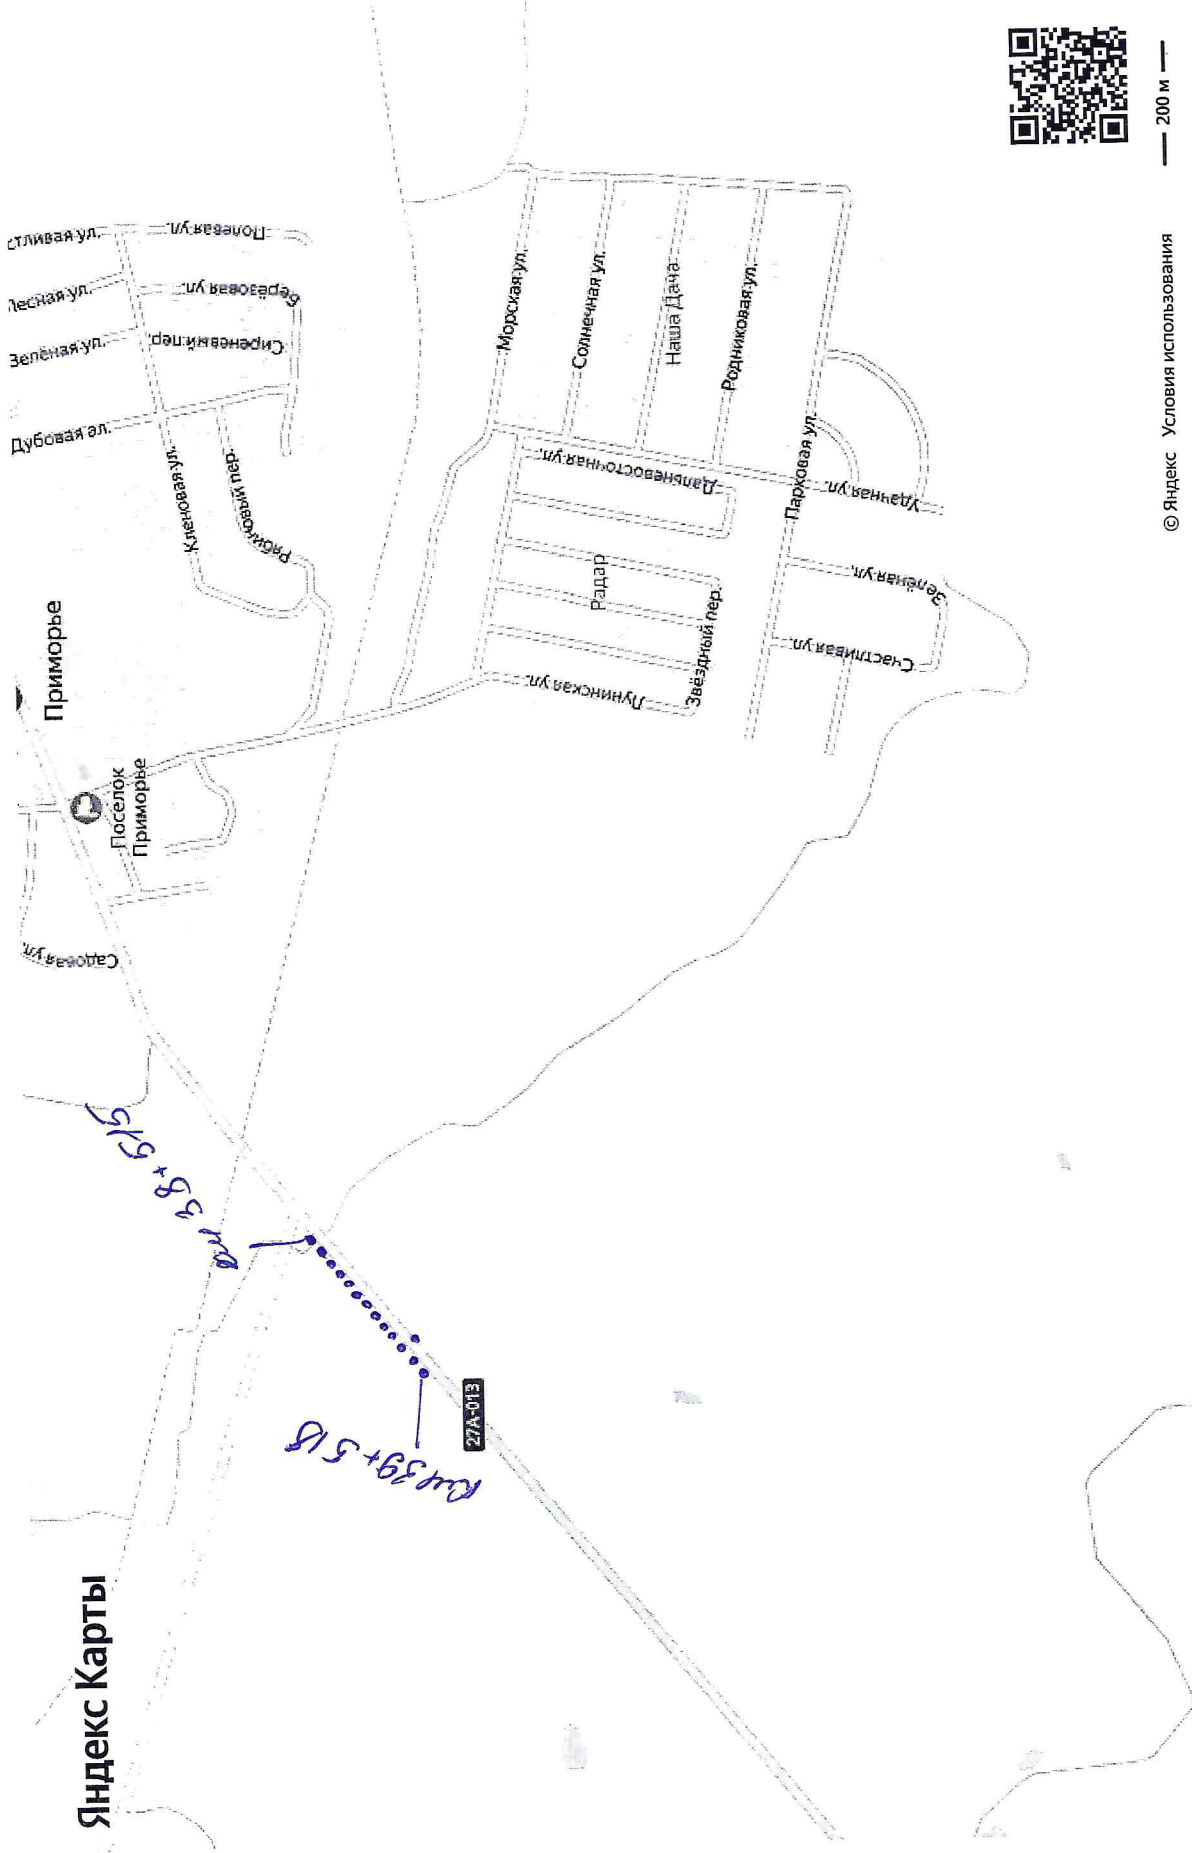 Яндекс Карты
Приморье
Поселок
Приморье
Садовая ул.
стливая ул.
Лесная ул.
Зелёная ул.
Дубовая ал.
Полевая ул.
Берёзовая ул.
Сиреневый пер.
Кленовая ул.
Рябиновый пер.
км 38+515
км 39+518
27А-013
Морская ул.
Солнечная ул.
Наша Дача
Родниковая ул.
Дальневосточная ул.
Парковая ул.
Удачная ул.
Радар
Звёздный пер.
Лунинская ул.
Зелёная ул.
Счастливая ул.
© Яндекс Условия использования
200 м